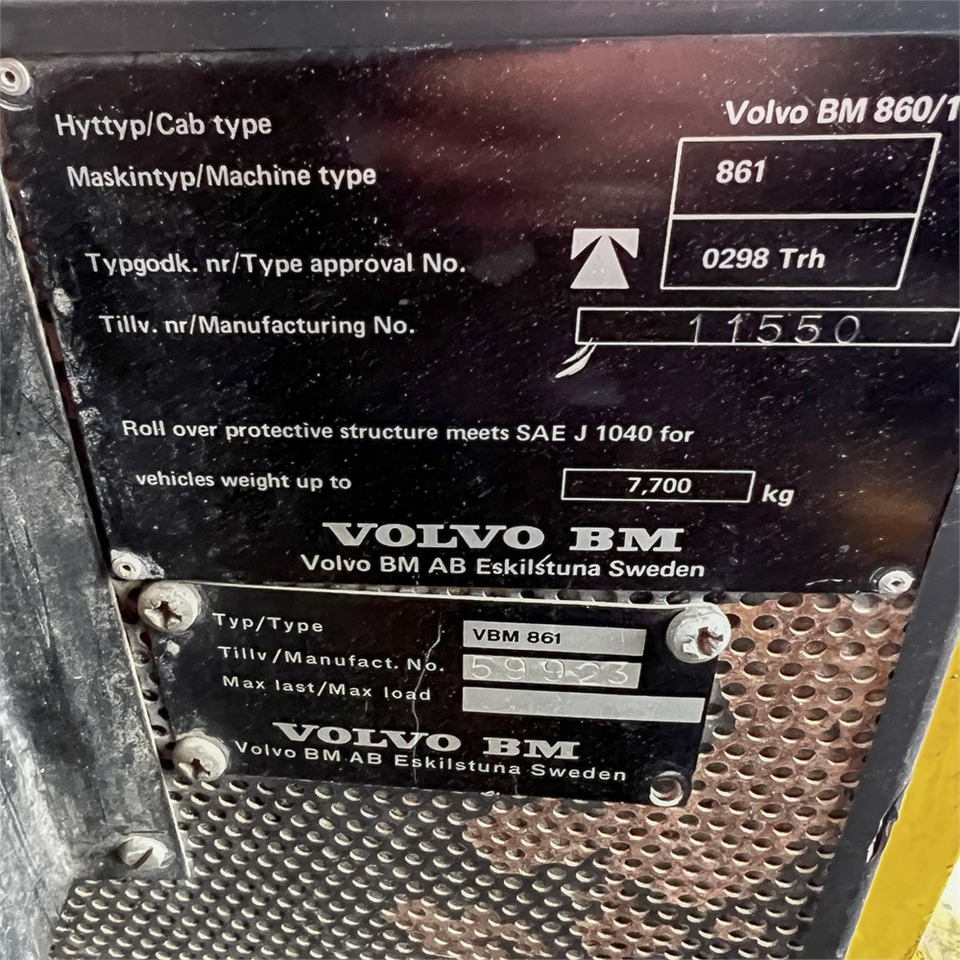 Hyttyp/Cab type Volvo BM 860/1
Maskintyp/Machine type 861
Typgodk. nr/Type approval No. 0298 Trh
Tillv. nr/Manufacturing No. 11550
Roll over protective structure meets SAE J 1040 for
vehicles weight up to 7,700 kg
VOLVO BM
Volvo BM AB Eskilstuna Sweden
Typ/Type VBM 861
Tillv/Manufact. No. 59923
Max last/Max load
VOLVO BM
Volvo BM AB Eskilstuna Sweden